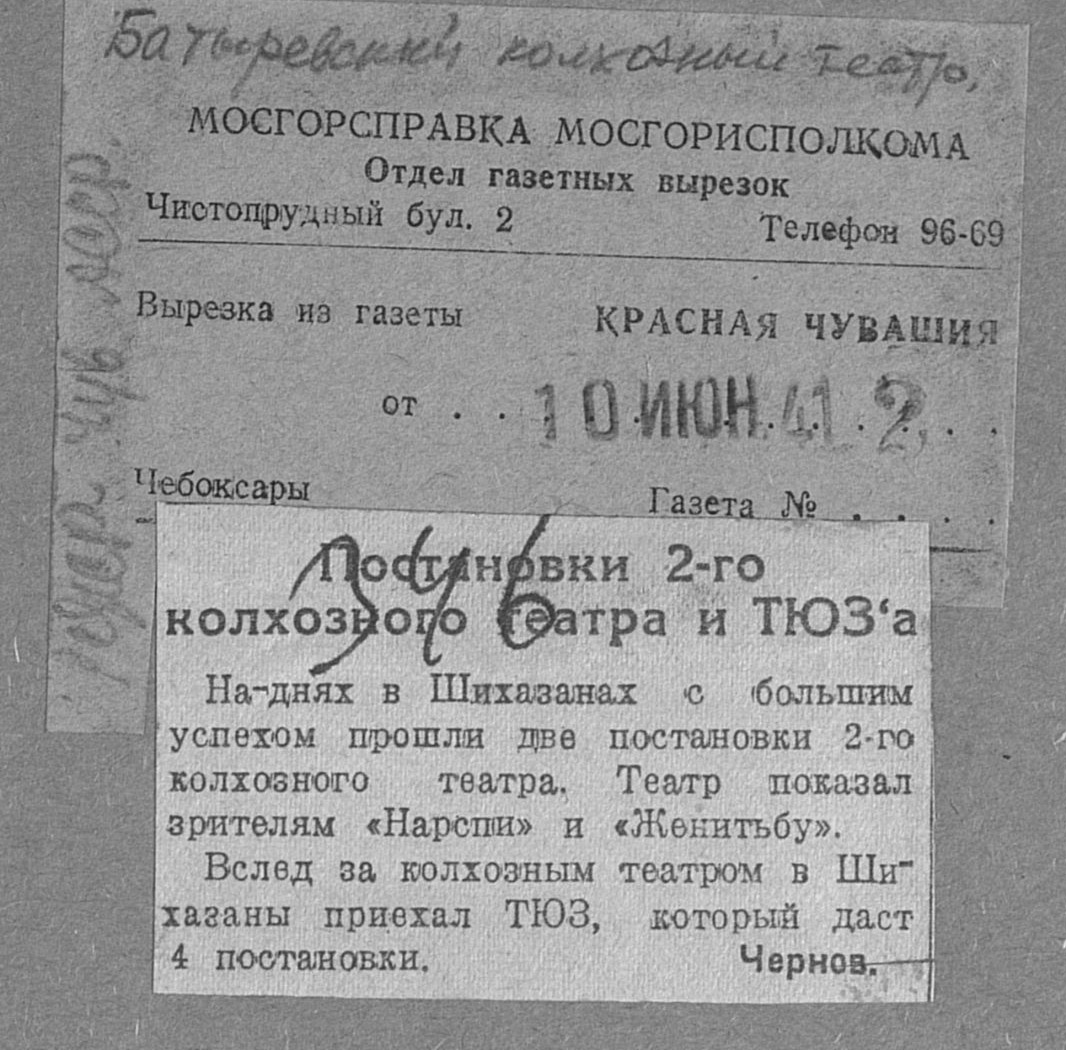 Батыревский колхозный театр.
МОСГОРСПРАВКА МОСГОРИСПОЛКОМА
Отдел газетных вырезок
Чистопрудный бул. 2 Телефон 96-69
Вырезка из газеты КРАСНАЯ ЧУВАШИЯ
от . . 10 ИЮН. 41 2 . .
Чебоксары Газета № . . . .
чув АССР.
346
Постановки 2-го
колхозного театра и ТЮЗ‘а
На-днях в Шихазанах с большим
успехом прошли две постановки 2-го
колхозного театра. Театр показал
зрителям «Нарспи» и «Женитьбу».
Вслед за колхозным театром в Ши-
хазаны приехал ТЮЗ, который даст
4 постановки. Чернов.